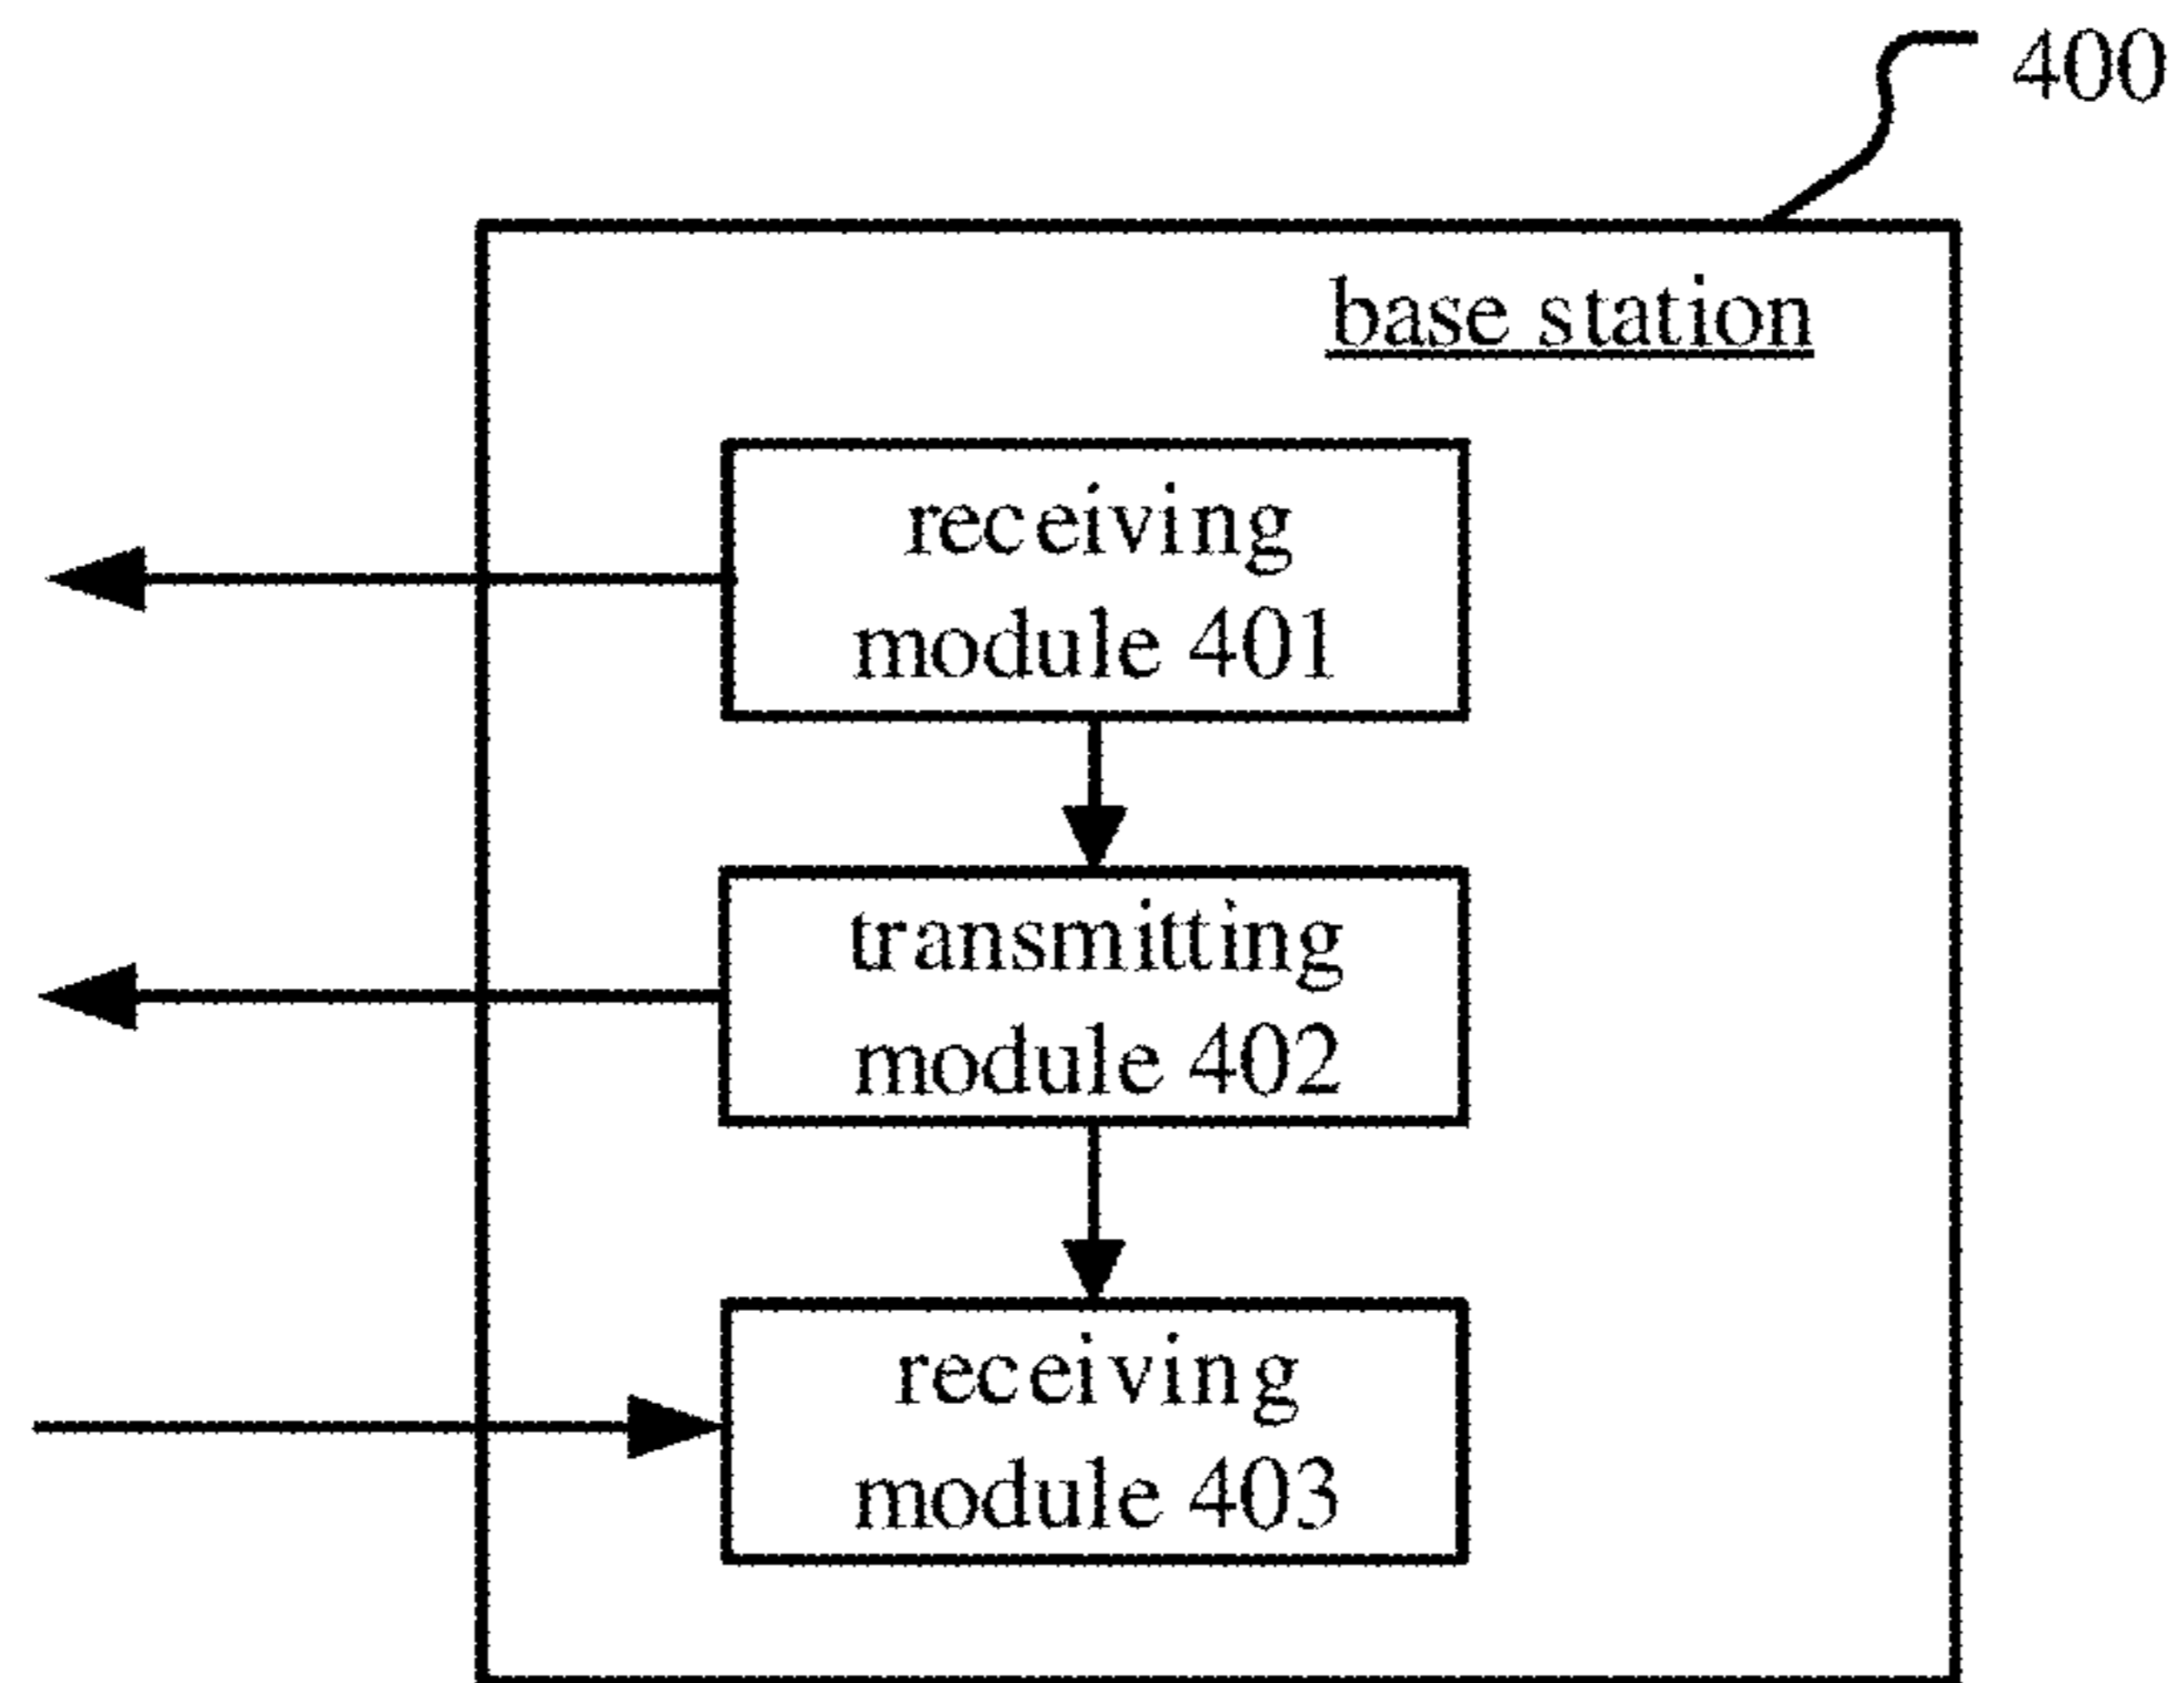 400
base station
receiving
module 401
transmitting
module 402
receiving
module 403